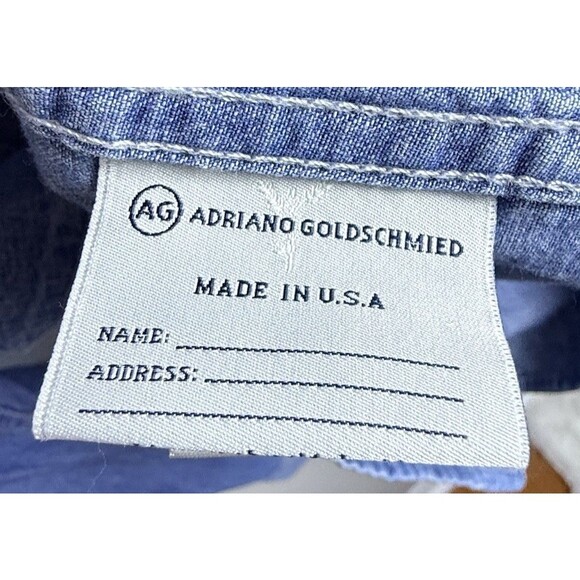 AG ADRIANO GOLDSCHMIED
MADE IN U.S.A
NAME:
ADDRESS: